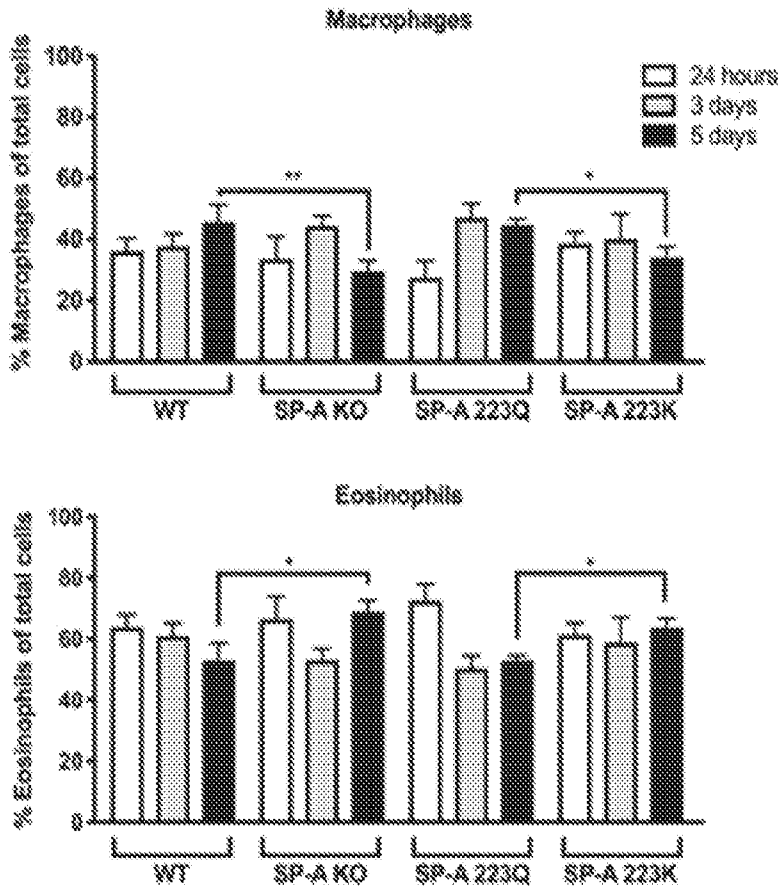 Macrophages
% Macrophages of total cells
100
80
60
40
20
0
24 hours
3 days
5 days
**
*
WT
SP-A KO
SP-A 223Q
SP-A 223K
Eosinophils
% Eosinophils of total cells
100
80
60
40
20
0
*
*
WT
SP-A KO
SP-A 223Q
SP-A 223K